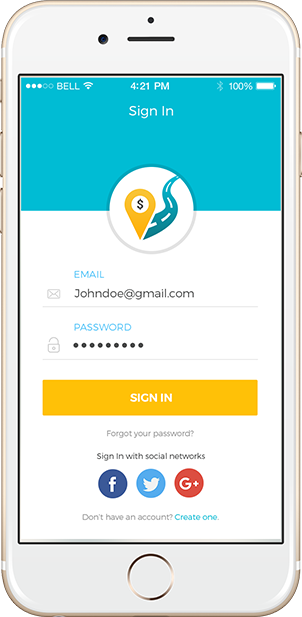 BELL 4:21 PM 100%
Sign In
$
EMAIL
Johndoe@gmail.com
PASSWORD
SIGN IN
Forgot your password?
Sign In with social networks
f G+
Don't have an account? Create one.